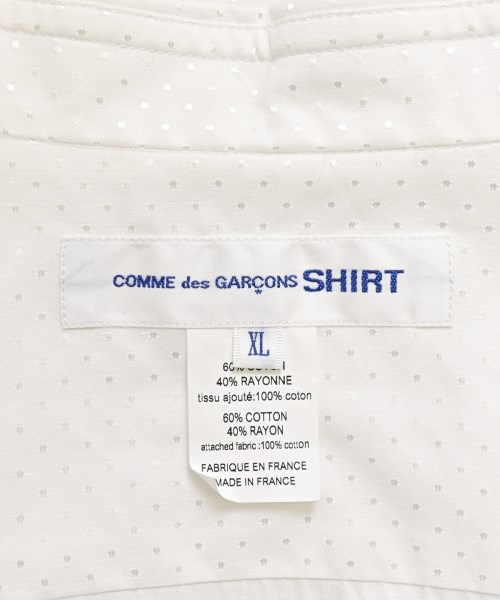 COMME des GARÇONS SHIRT
XL
60%
40% RAYONNE
tissu ajouté:100% coton
60% COTTON
40% RAYON
attached fabric :100% cotton
FABRIQUE EN FRANCE
MADE IN FRANCE